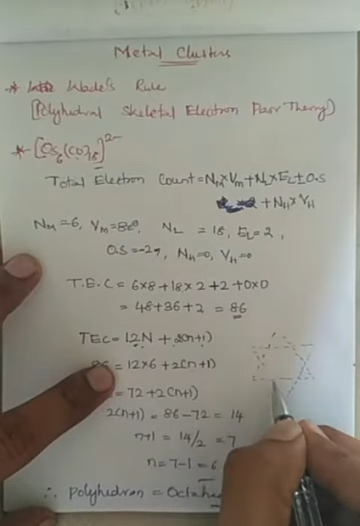 Metal Clusters
* Wade's Rule
(Polyhedral Skeletal Electron Pair Theory)
* [Os6(CO)18]2-
Total Electron Count = NM×VM + NL×EL ± O.S
+ NH×VH
NM=6, VM=8e⊖, NL = 18, EL=2,
O.S=-2, NH=0, VH=0
T.E.C = 6×8 + 18×2 + 2 + 0×0
= 48+36+2 = 86
TEC = 12N + 2(n+1)
86 = 12×6 + 2(n+1)
= 72 + 2(n+1)
2(n+1) = 86-72 = 14
n+1 = 14/2 = 7
n = 7-1 = 6
∴ Polyhedron = Octahe